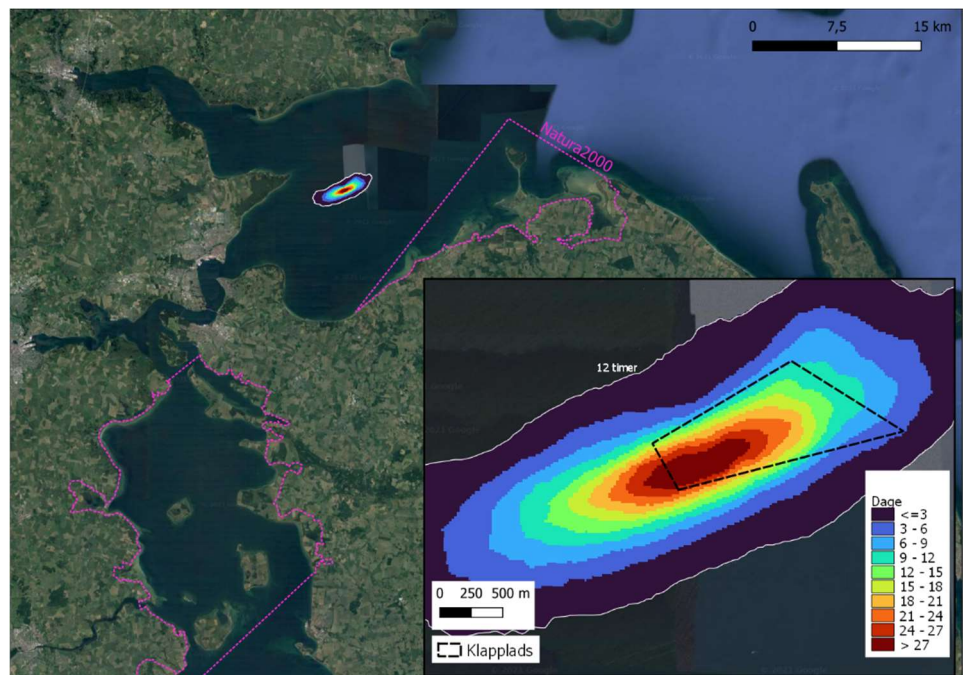 0 7,5 15 km
Natura2000
12 timer
Dage
<=3
3 - 6
6 - 9
9 - 12
12 - 15
15 - 18
18 - 21
21 - 24
24 - 27
> 27
0 250 500 m
Klapplads